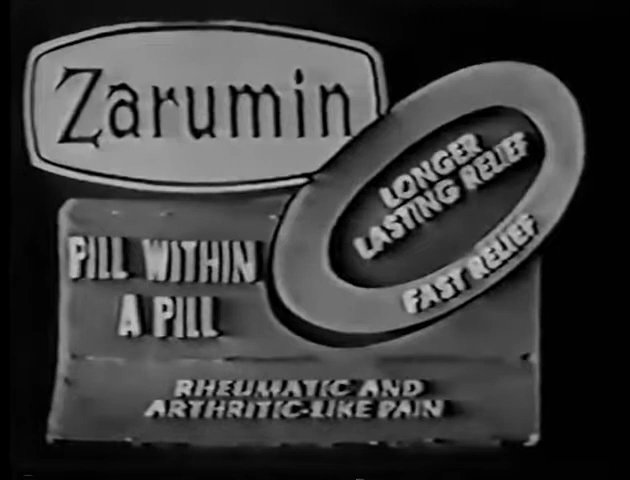 Zarumin
LONGER
LASTING RELIEF
FAST RELIEF
PILL WITHIN
A PILL
RHEUMATIC AND
ARTHRITIC-LIKE PAIN